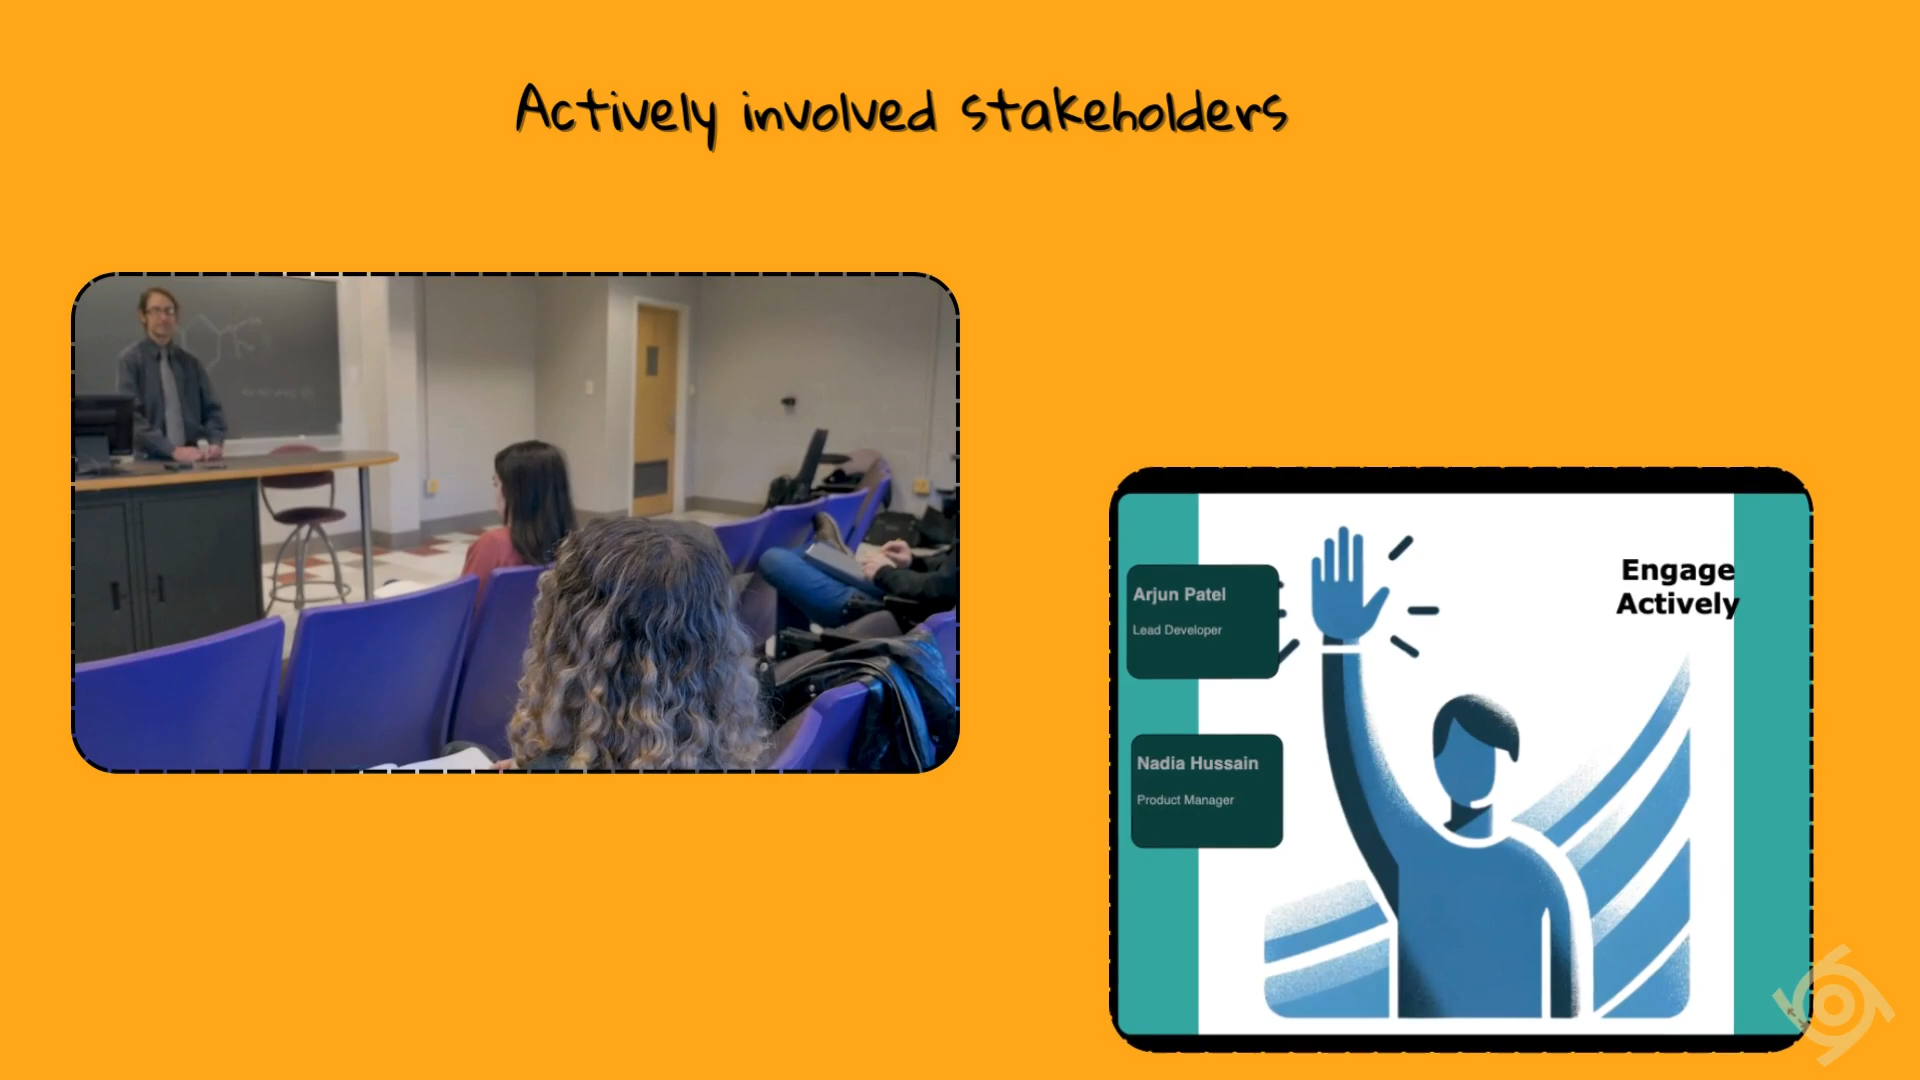 Actively involved stakeholders
Engage
Actively
Arjun Patel
Lead Developer
Nadia Hussain
Product Manager